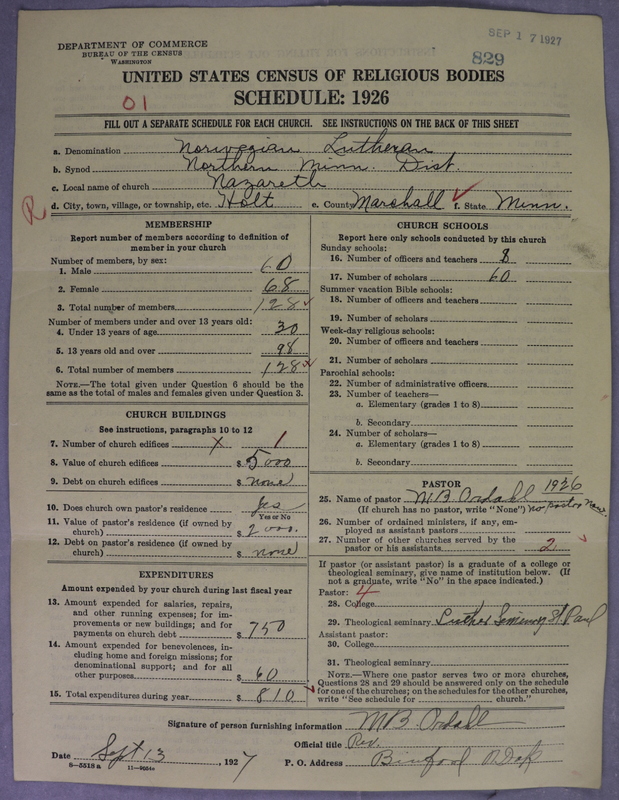 DEPARTMENT OF COMMERCE
BUREAU OF THE CENSUS
WASHINGTON
SEP 17 1927
829
UNITED STATES CENSUS OF RELIGIOUS BODIES
SCHEDULE: 1926
01
FILL OUT A SEPARATE SCHEDULE FOR EACH CHURCH. SEE INSTRUCTIONS ON THE BACK OF THIS SHEET
a. Denomination Norwegian Lutheran
b. Synod Northern Minn. Dist.
c. Local name of church Nazareth
R d. City, town, village, or township, etc. Holt e. County Marshall f. State Minn.
MEMBERSHIP
Report number of members according to definition of member in your church
Number of members, by sex:
1. Male 60
2. Female 68
3. Total number of members 128
Number of members under and over 13 years old:
4. Under 13 years of age 30
5. 13 years old and over 98
6. Total number of members 128
NOTE.—The total given under Question 6 should be the same as the total of males and females given under Question 3.
CHURCH BUILDINGS
See instructions, paragraphs 10 to 12
7. Number of church edifices X 1
8. Value of church edifices $ 5000
9. Debt on church edifices $ none
10. Does church own pastor's residence Yes
Yes or No
11. Value of pastor's residence (if owned by church) $ 2000.
12. Debt on pastor's residence (if owned by church) $ none
EXPENDITURES
Amount expended by your church during last fiscal year
13. Amount expended for salaries, repairs, and other running expenses; for improvements or new buildings; and for payments on church debt $ 750
14. Amount expended for benevolences, including home and foreign missions; for denominational support; and for all other purposes $ 60
15. Total expenditures during year $ 810
CHURCH SCHOOLS
Report here only schools conducted by this church
Sunday schools:
16. Number of officers and teachers 8
17. Number of scholars 60
Summer vacation Bible schools:
18. Number of officers and teachers
19. Number of scholars
Week-day religious schools:
20. Number of officers and teachers
21. Number of scholars
Parochial schools:
22. Number of administrative officers
23. Number of teachers—
a. Elementary (grades 1 to 8)
b. Secondary
24. Number of scholars—
a. Elementary (grades 1 to 8)
b. Secondary
PASTOR
25. Name of pastor M B Ordahl 1926
(If church has no pastor, write "None") no pastor now.
26. Number of ordained ministers, if any, employed as assistant pastors
27. Number of other churches served by the pastor or his assistants 2
If pastor (or assistant pastor) is a graduate of a college or theological seminary, give name of institution below. (If not a graduate, write "No" in the space indicated.)
Pastor: 4
28. College
29. Theological seminary Luther Seminary St. Paul
Assistant pastor:
30. College
31. Theological seminary
NOTE.—Where one pastor serves two or more churches, Questions 28 and 29 should be answered only on the schedule for one of the churches; on the schedules for the other churches, write "See schedule for church."
Signature of person furnishing information M B Ordahl
Official title Rev.
Date Sept 13, 1927
P. O. Address Binford N Dak
8—5518 a